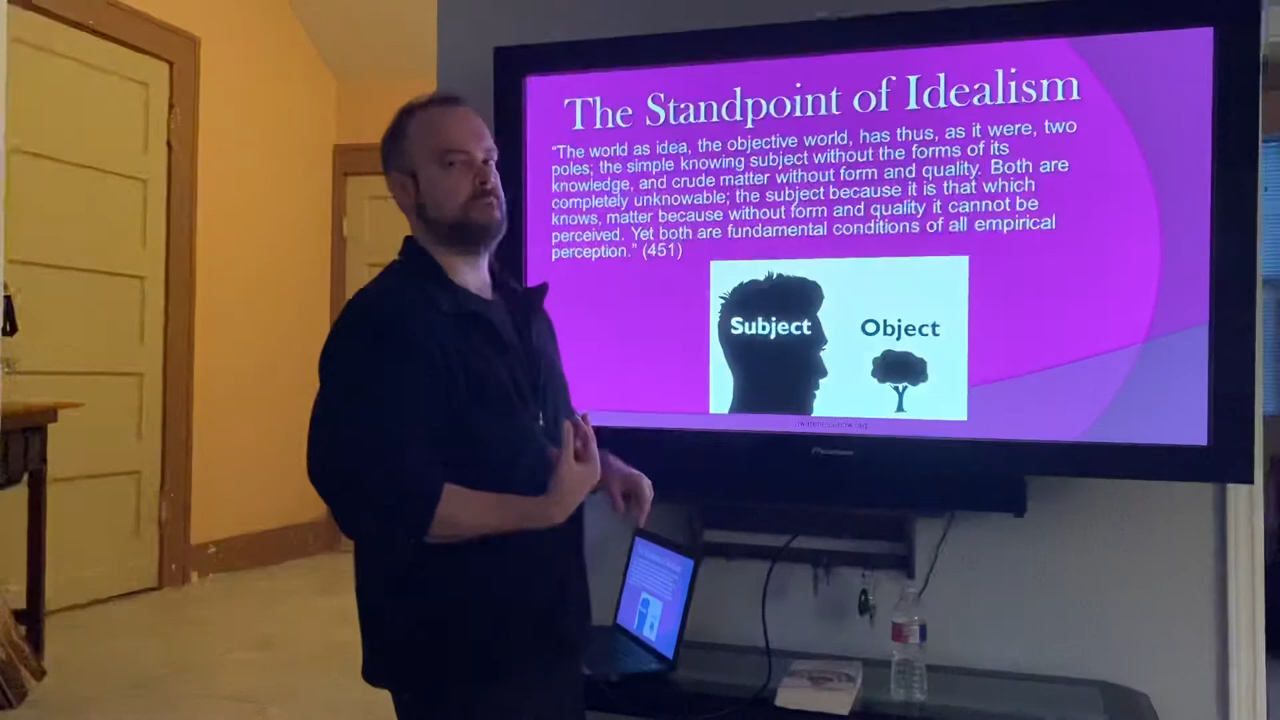 The Standpoint of Idealism
“The world as idea, the objective world, has thus, as it were, two
poles; the simple knowing subject without the forms of its
knowledge, and crude matter without form and quality. Both are
completely unknowable; the subject because it is that which
knows, matter because without form and quality it cannot be
perceived. Yet both are fundamental conditions of all empirical
perception.” (451)
Subject
Object
Pioneer